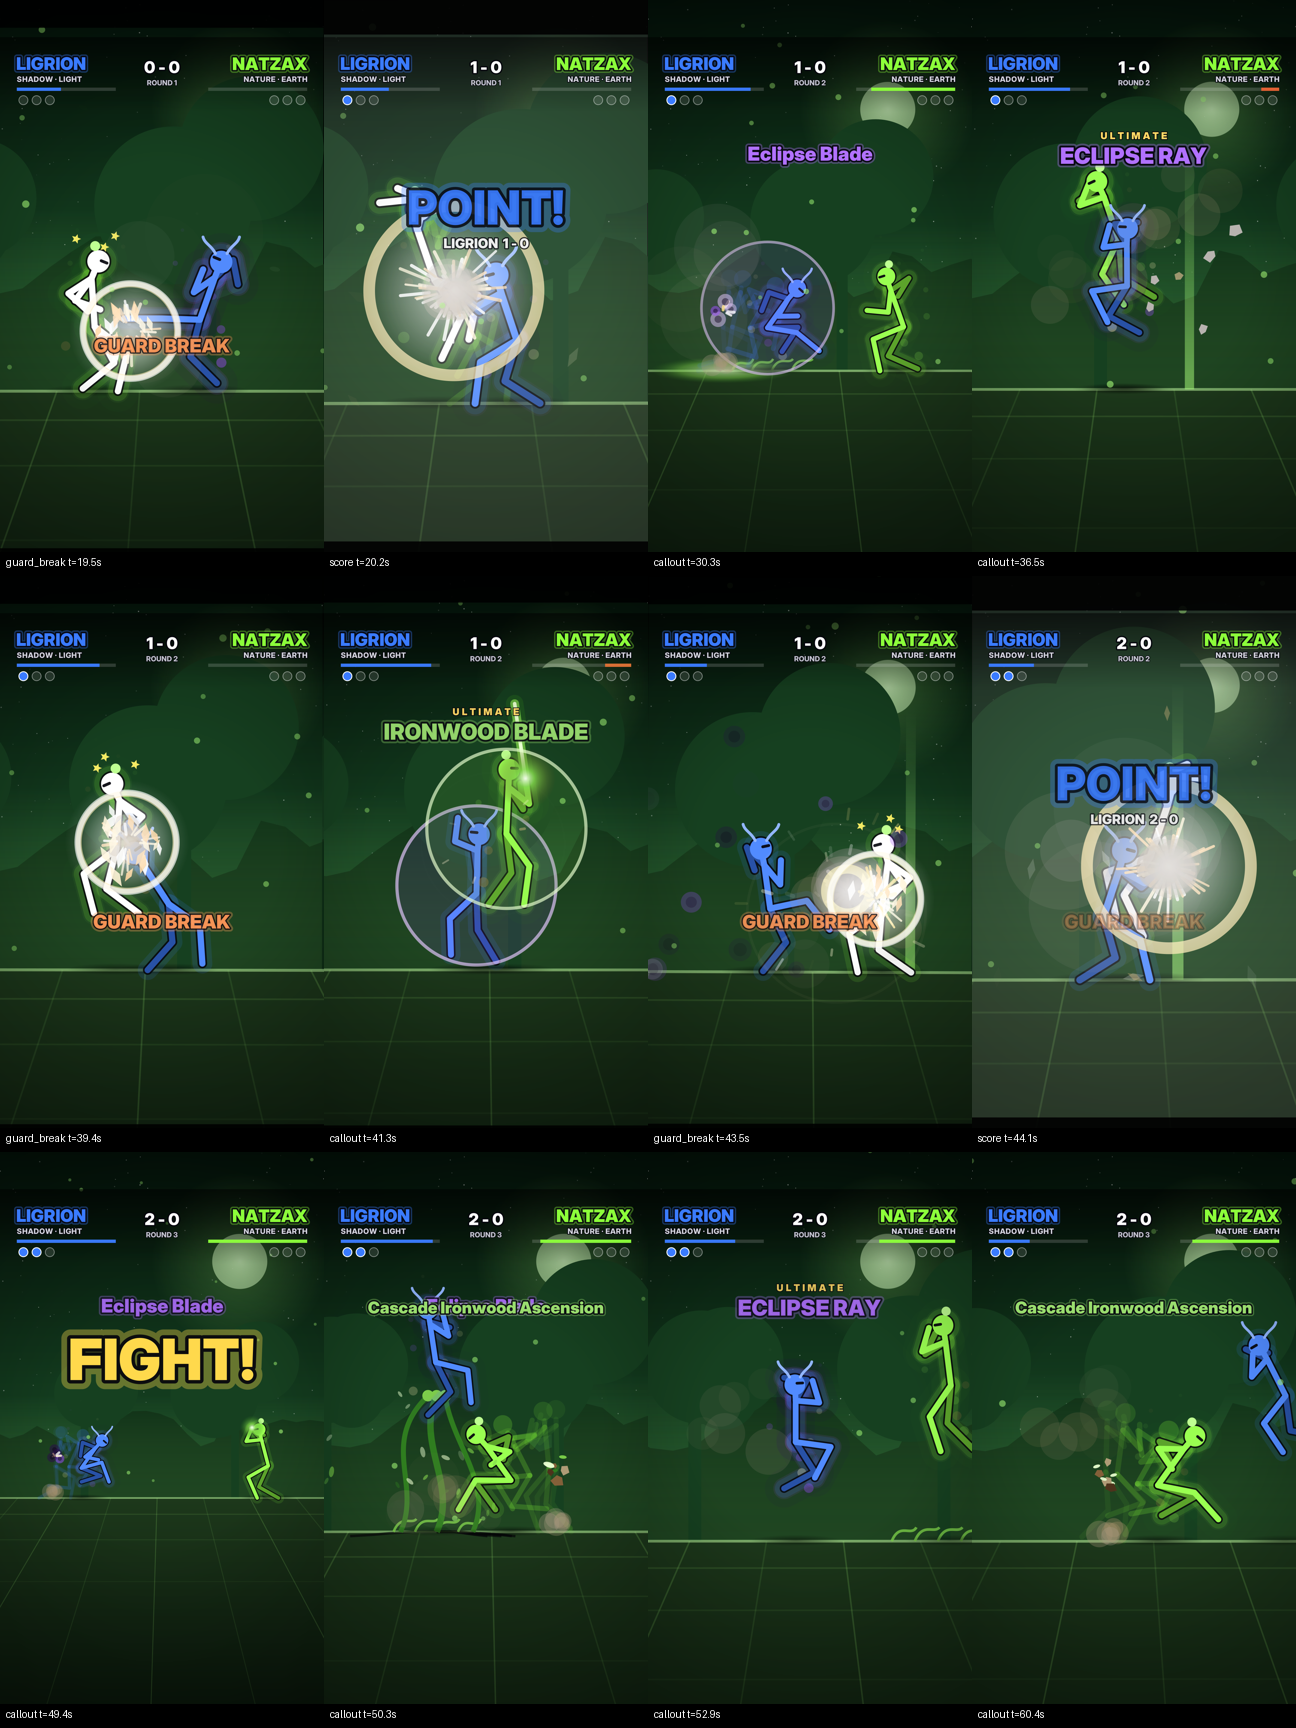 LIGRION 0-0 NATZAX
SHADOW · LIGHT ROUND 1 NATURE · EARTH
GUARD BREAK
guard_break t=19.5s
LIGRION 1-0 NATZAX
SHADOW · LIGHT ROUND 1 NATURE · EARTH
POINT!
LIGRION 1-0
score t=20.2s
LIGRION 1-0 NATZAX
SHADOW · LIGHT ROUND 2 NATURE · EARTH
Eclipse Blade
callout t=30.3s
LIGRION 1-0 NATZAX
SHADOW · LIGHT ROUND 2 NATURE · EARTH
ULTIMATE
ECLIPSE RAY
callout t=36.5s
LIGRION 1-0 NATZAX
SHADOW · LIGHT ROUND 2 NATURE · EARTH
GUARD BREAK
guard_break t=39.4s
LIGRION 1-0 NATZAX
SHADOW · LIGHT ROUND 2 NATURE · EARTH
ULTIMATE
IRONWOOD BLADE
callout t=41.3s
LIGRION 1-0 NATZAX
SHADOW · LIGHT ROUND 2 NATURE · EARTH
GUARD BREAK
guard_break t=43.5s
LIGRION 2-0 NATZAX
SHADOW · LIGHT ROUND 2 NATURE · EARTH
POINT!
LIGRION 2-0
GUARD BREAK
score t=44.1s
LIGRION 2-0 NATZAX
SHADOW · LIGHT ROUND 3 NATURE · EARTH
Eclipse Blade
FIGHT!
callout t=49.4s
LIGRION 2-0 NATZAX
SHADOW · LIGHT ROUND 3 NATURE · EARTH
Cascade Ironwood Ascension
callout t=50.3s
LIGRION 2-0 NATZAX
SHADOW · LIGHT ROUND 3 NATURE · EARTH
ULTIMATE
ECLIPSE RAY
callout t=52.9s
LIGRION 2-0 NATZAX
SHADOW · LIGHT ROUND 3 NATURE · EARTH
Cascade Ironwood Ascension
callout t=60.4s